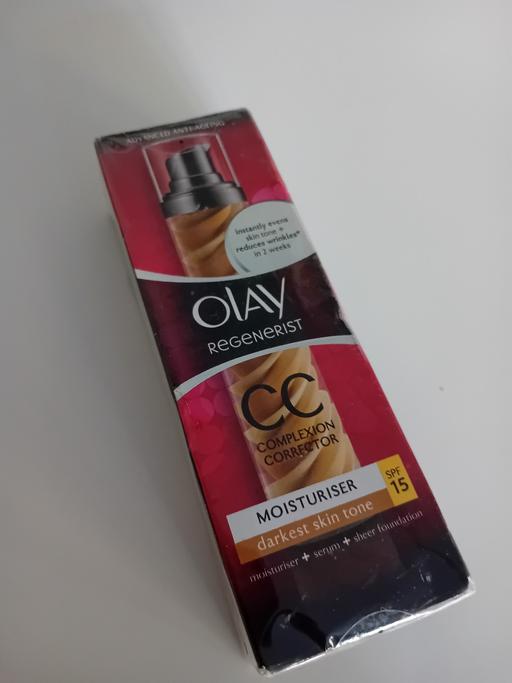 ADVANCED ANTI-AGEING
instantly evens
skin tone +
reduces wrinkles*
in 2 weeks
OLAY
REGENERIST
CC
COMPLEXION
CORRECTOR
SPF
15
MOISTURISER
darkest skin tone
moisturiser + serum + sheer foundation